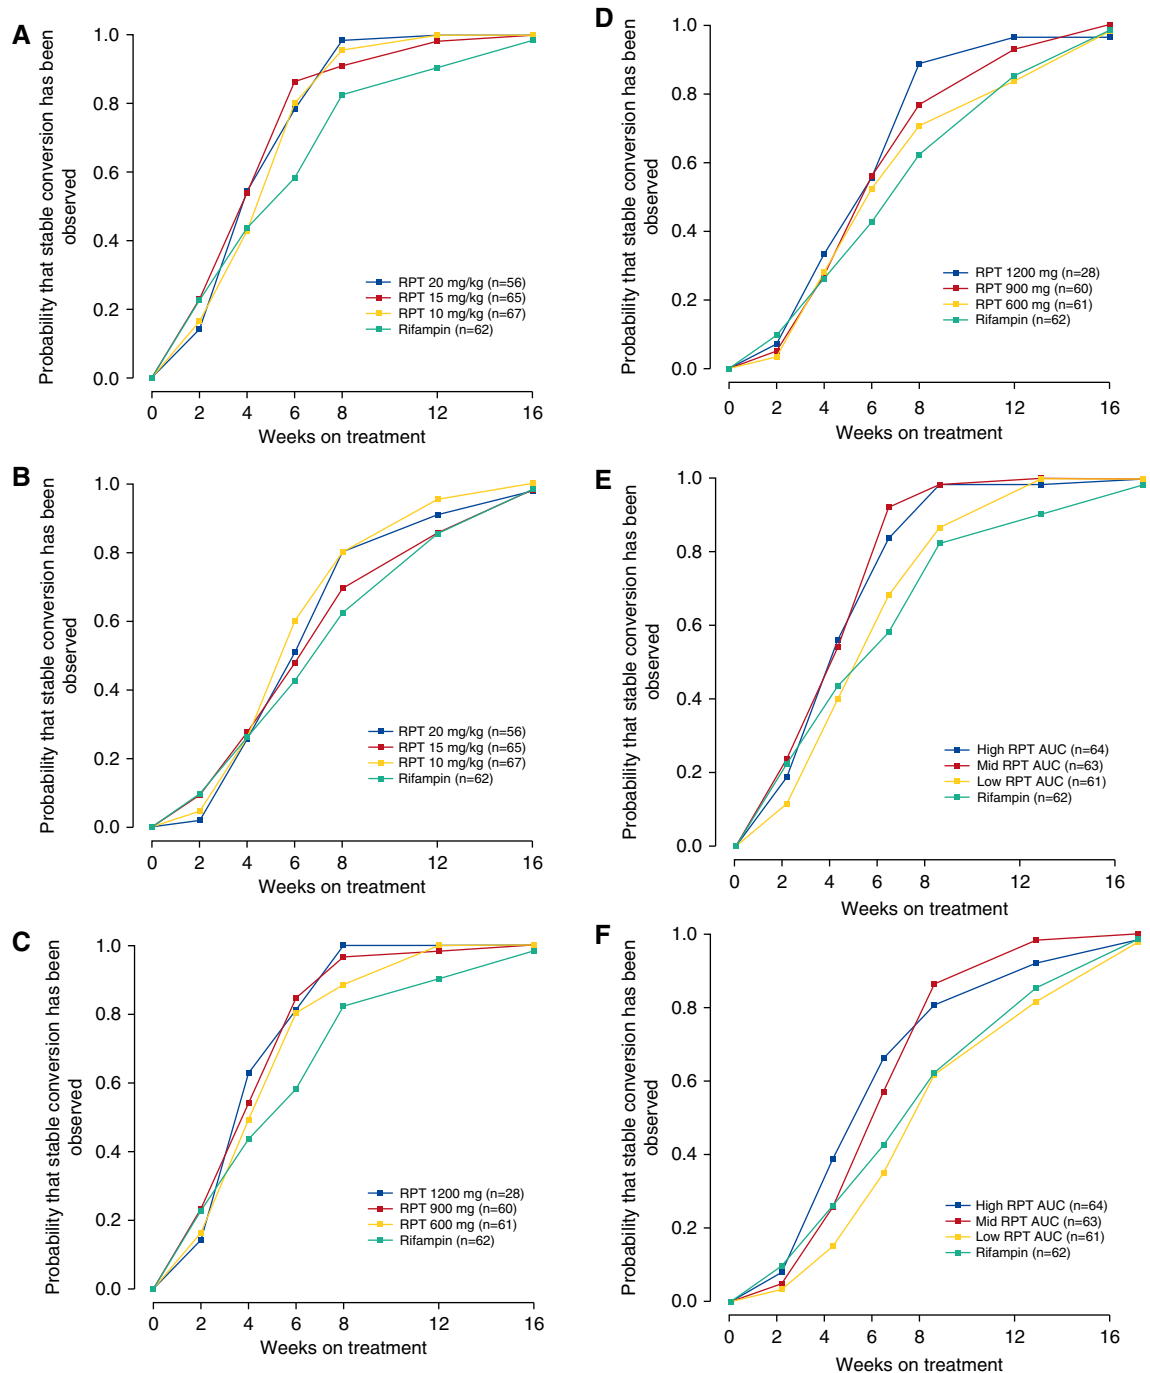 A
Probability that stable conversion has been
observed
1.0
0.8
0.6
0.4
0.2
0.0
RPT 20 mg/kg (n=56)
RPT 15 mg/kg (n=65)
RPT 10 mg/kg (n=67)
Rifampin (n=62)
0 2 4 6 8 12 16
Weeks on treatment
B
Probability that stable conversion has been
observed
1.0
0.8
0.6
0.4
0.2
0.0
RPT 20 mg/kg (n=56)
RPT 15 mg/kg (n=65)
RPT 10 mg/kg (n=67)
Rifampin (n=62)
0 2 4 6 8 12 16
Weeks on treatment
C
Probability that stable conversion has been
observed
1.0
0.8
0.6
0.4
0.2
0.0
RPT 1200 mg (n=28)
RPT 900 mg (n=60)
RPT 600 mg (n=61)
Rifampin (n=62)
0 2 4 6 8 12 16
Weeks on treatment
D
Probability that stable conversion has been
observed
1.0
0.8
0.6
0.4
0.2
0.0
RPT 1200 mg (n=28)
RPT 900 mg (n=60)
RPT 600 mg (n=61)
Rifampin (n=62)
0 2 4 6 8 12 16
Weeks on treatment
E
Probability that stable conversion has been
observed
1.0
0.8
0.6
0.4
0.2
0.0
High RPT AUC (n=64)
Mid RPT AUC (n=63)
Low RPT AUC (n=61)
Rifampin (n=62)
0 2 4 6 8 12 16
Weeks on treatment
F
Probability that stable conversion has been
observed
1.0
0.8
0.6
0.4
0.2
0.0
High RPT AUC (n=64)
Mid RPT AUC (n=63)
Low RPT AUC (n=61)
Rifampin (n=62)
0 2 4 6 8 12 16
Weeks on treatment